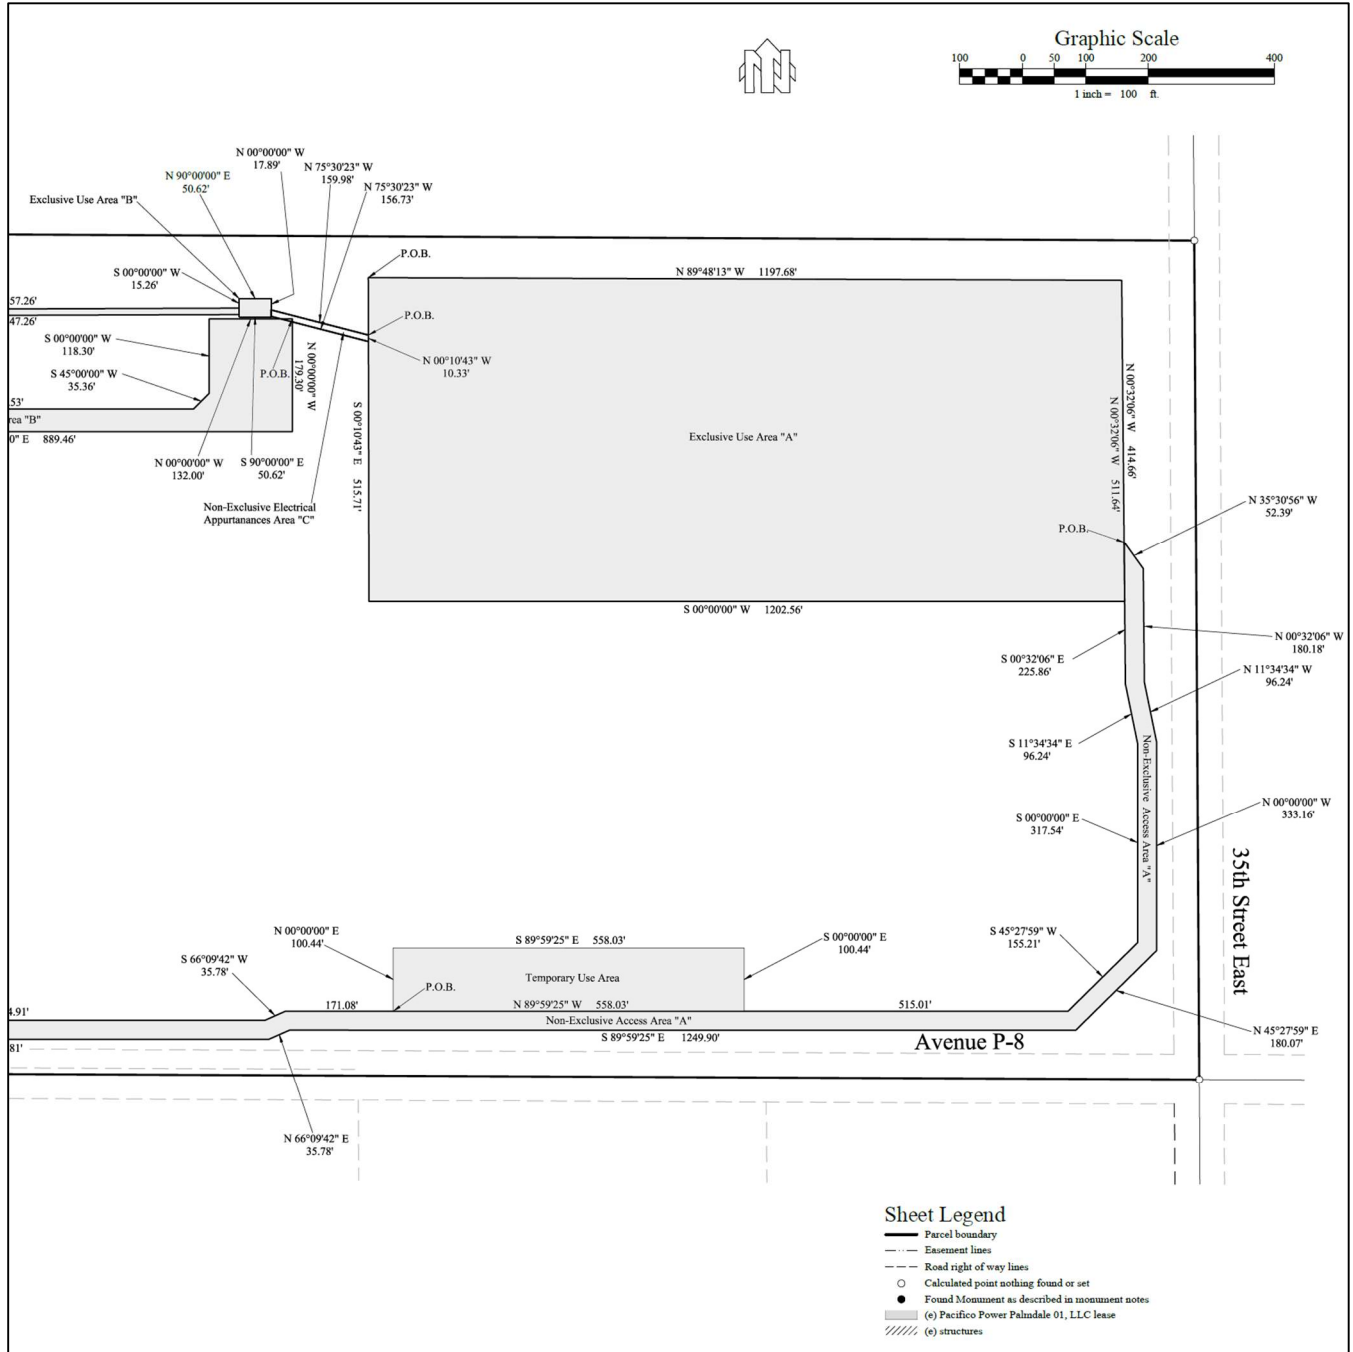 Graphic Scale
100 0 50 100 200 400
1 inch = 100 ft.
N 00°00'00" W
17.89'
N 75°30'23" W
159.98'
N 90°00'00" E
50.62'
N 75°30'23" W
156.73'
Exclusive Use Area "B"
P.O.B.
S 00°00'00" W
15.26'
N 89°48'13" W 1197.68'
57.26'
47.26'
P.O.B.
S 00°00'00" W
118.30'
N 00°00'00" W
179.30'
N 00°10'43" W
10.33'
S 45°00'00" W
35.36'
P.O.B.
N 00°32'06" W 414.66'
N 00°32'06" W 511.64'
.53'
rea "B"
0" E 889.46'
S 00°10'43" E 515.71'
Exclusive Use Area "A"
N 00°00'00" W
132.00'
S 90°00'00" E
50.62'
Non-Exclusive Electrical
Appurtanances Area "C"
N 35°30'56" W
52.39'
P.O.B.
S 00°00'00" W 1202.56'
N 00°32'06" W
180.18'
S 00°32'06" E
225.86'
N 11°34'34" W
96.24'
S 11°34'34" E
96.24'
Non-Exclusive Access Area "A"
N 00°00'00" W
333.16'
S 00°00'00" E
317.54'
35th Street East
N 00°00'00" E
100.44'
S 89°59'25" E 558.03'
S 00°00'00" E
100.44'
S 45°27'59" W
155.21'
S 66°09'42" W
35.78'
Temporary Use Area
P.O.B.
4.91'
171.08'
N 89°59'25" W 558.03'
515.01'
Non-Exclusive Access Area "A"
N 45°27'59" E
180.07'
S 89°59'25" E 1249.90'
Avenue P-8
81'
N 66°09'42" E
35.78'
Sheet Legend
Parcel boundary
Easement lines
Road right of way lines
Calculated point nothing found or set
Found Monument as described in monument notes
(e) Pacifico Power Palmdale 01, LLC lease
(e) structures